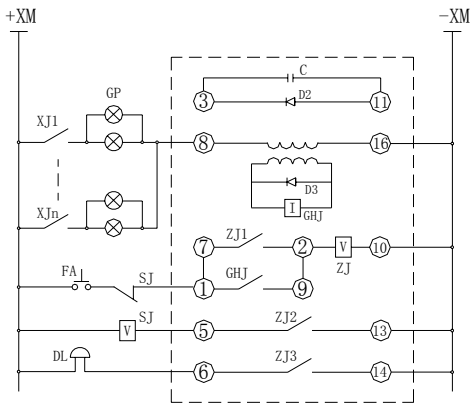 +XM
-XM
C
GP
3
D2
11
XJ1
8
16
D3
I
GHJ
XJn
7
ZJ1
2
V
10
ZJ
FA
SJ
1
GHJ
9
SJ
V
5
ZJ2
13
DL
6
ZJ3
14